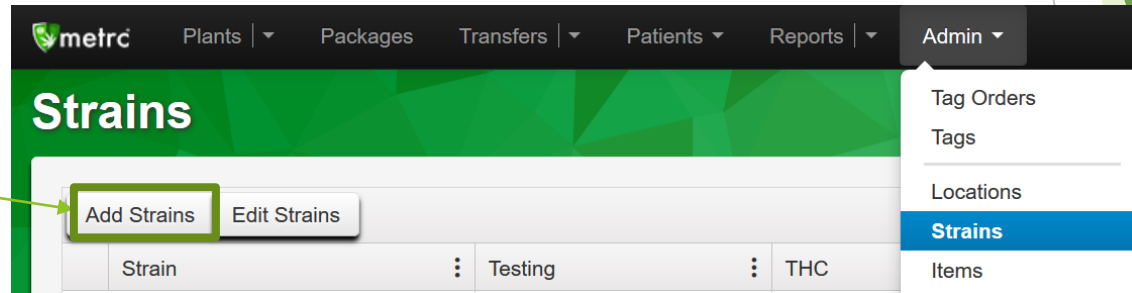 metrc Plants Packages Transfers Patients Reports Admin
Strains
Tag Orders
Tags
Locations
Strains
Items
Add Strains Edit Strains
Strain Testing THC